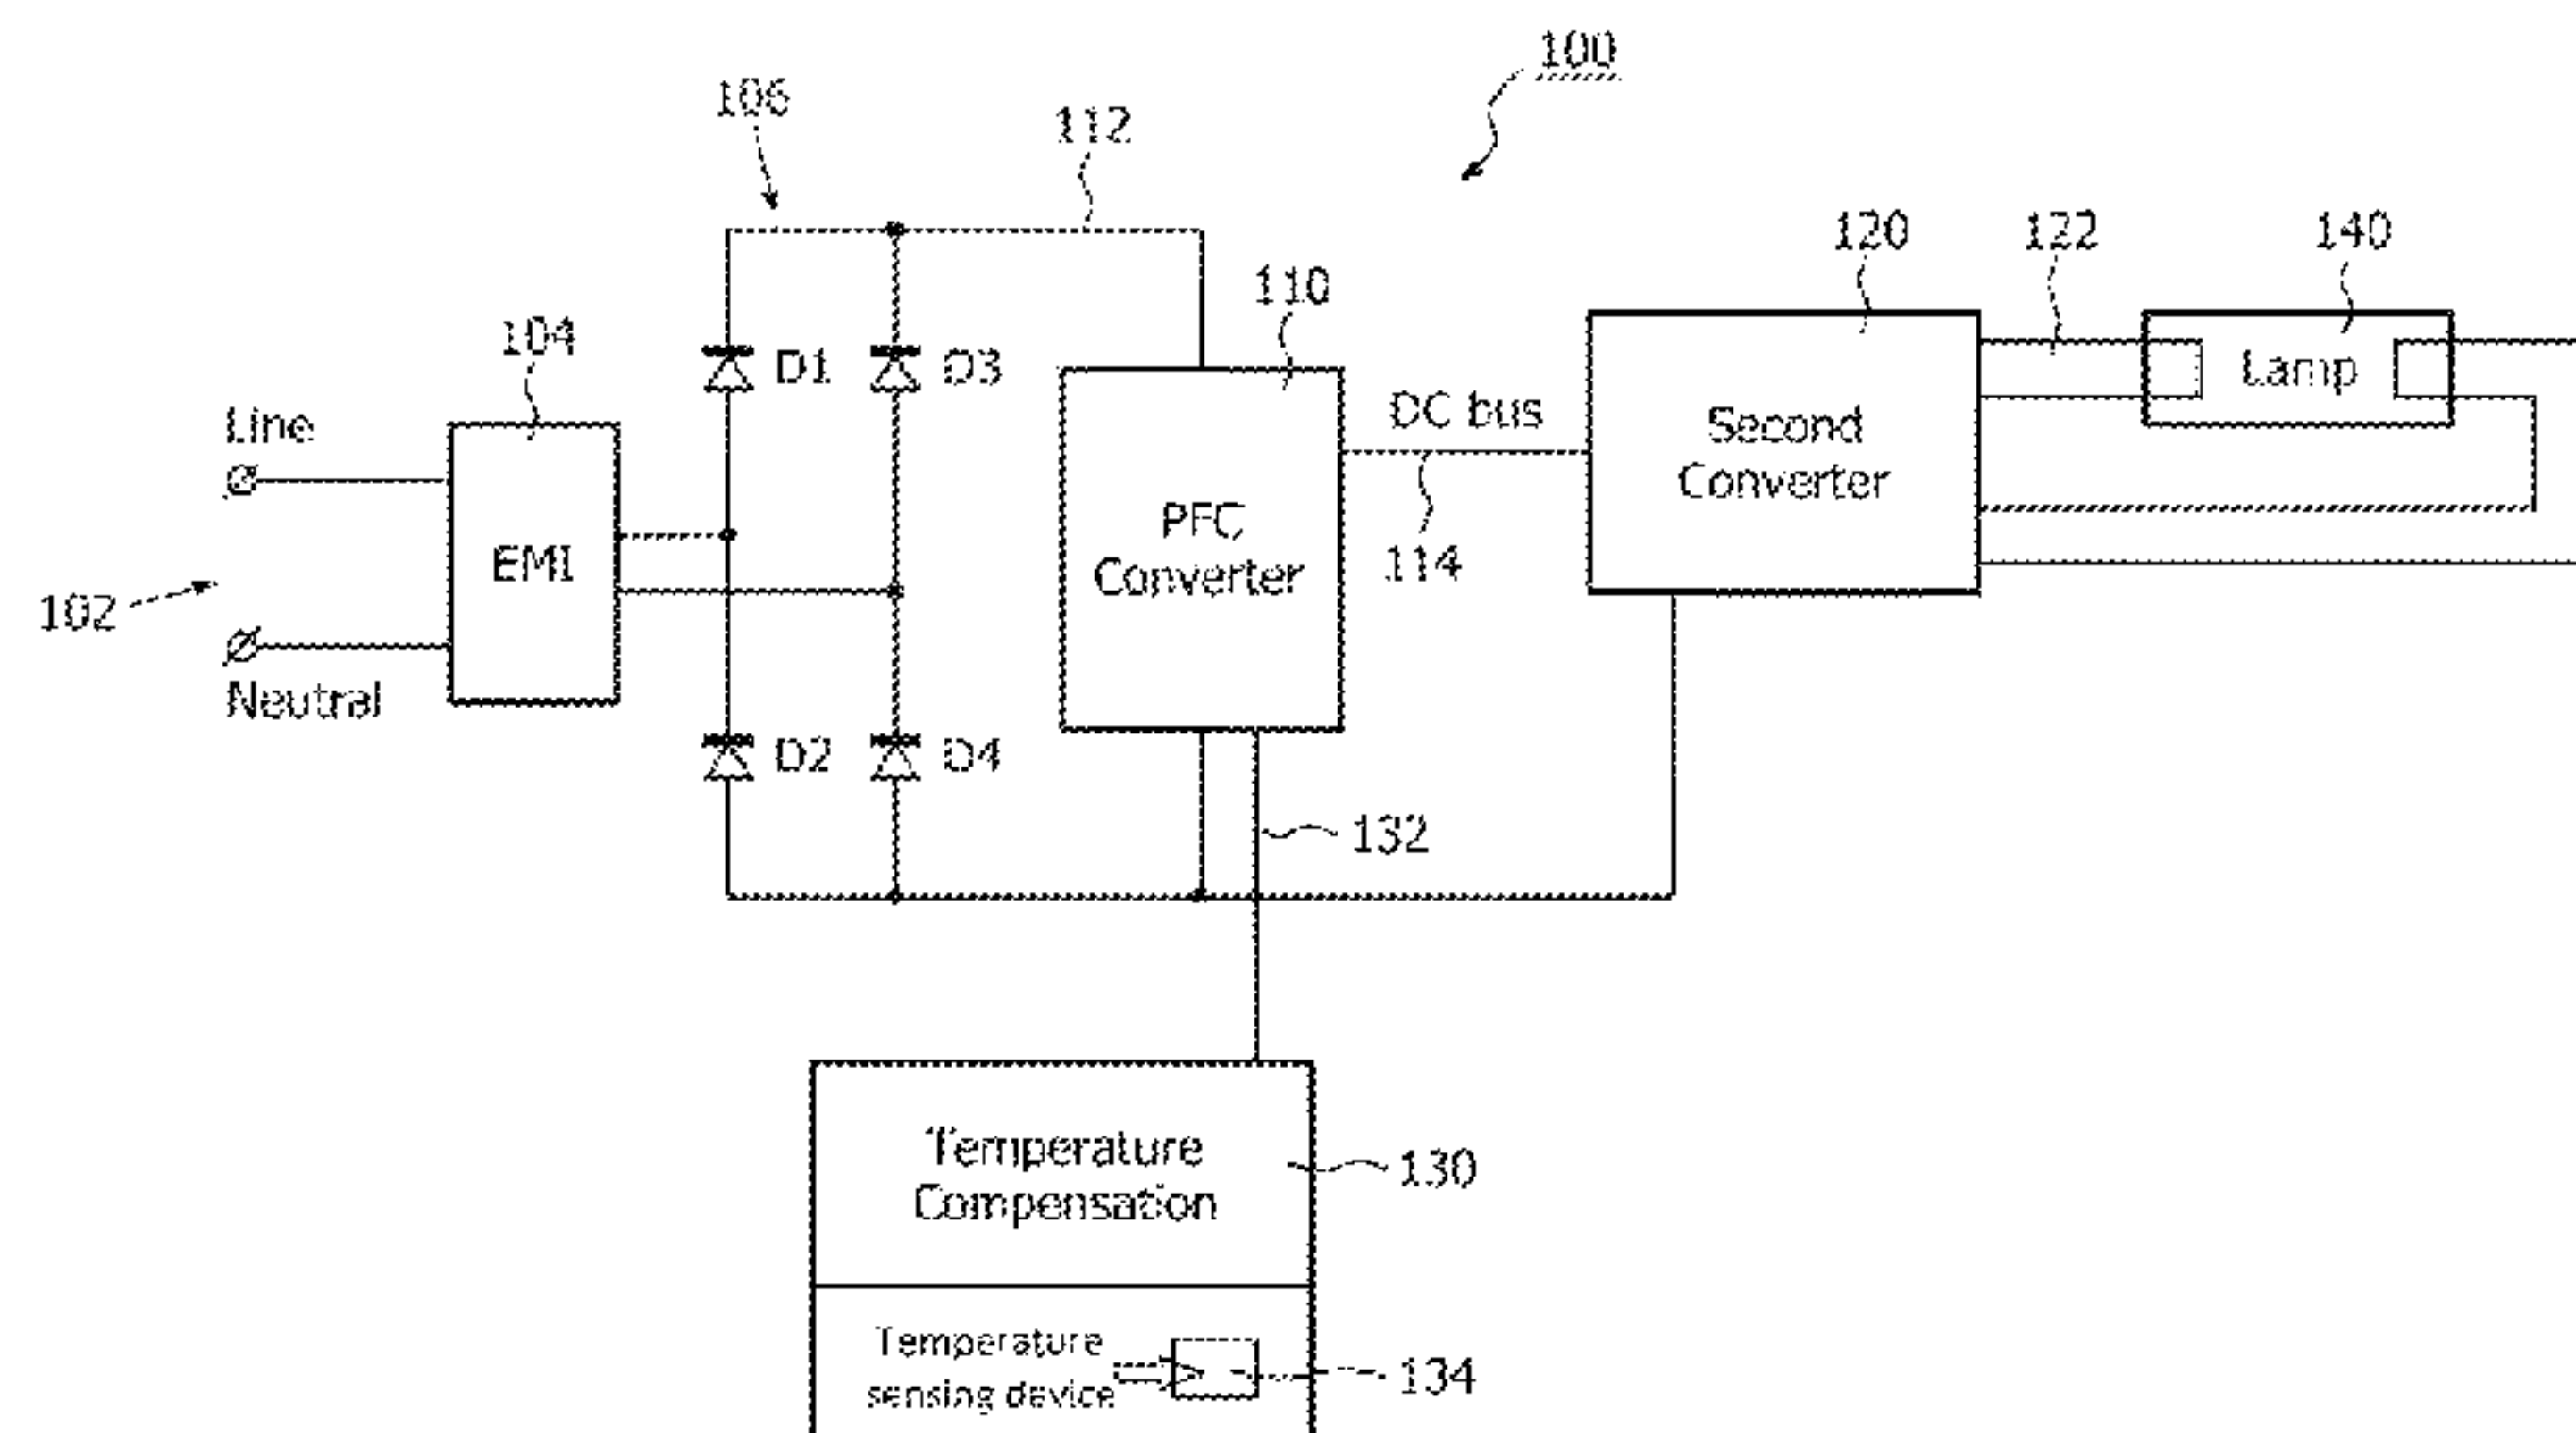 100
106
112
120
122
140
110
104
D1
D3
Lamp
Line
DC bus
Second
Converter
PFC
Converter
EMI
114
102
Neutral
D2
D4
132
Temperature
Compensation
130
Temperature
sensing device
134